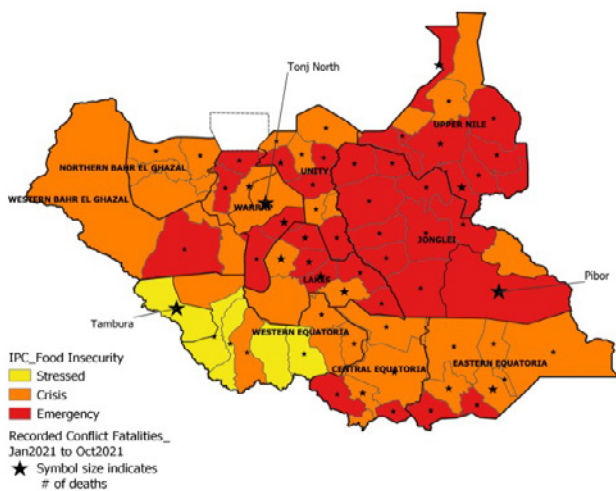 Tonj North
UPPER NILE
NORTHERN BAHR EL GHAZAL
UNITY
WESTERN BAHR EL GHAZAL
WARRAP
JONGLEI
LAKES
Pibor
Tambura
WESTERN EQUATORIA
EASTERN EQUATORIA
CENTRAL EQUATORIA
IPC_Food Insecurity
Stressed
Crisis
Emergency
Recorded Conflict Fatalities_
Jan2021 to Oct2021
Symbol size indicates
# of deaths